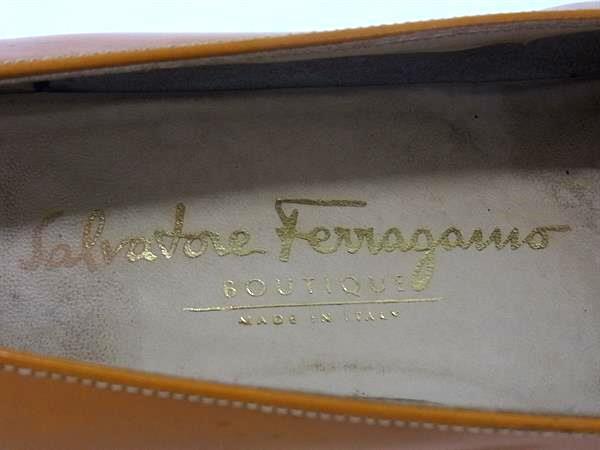 Salvatore Ferragamo
BOUTIQUE
MADE IN ITALY